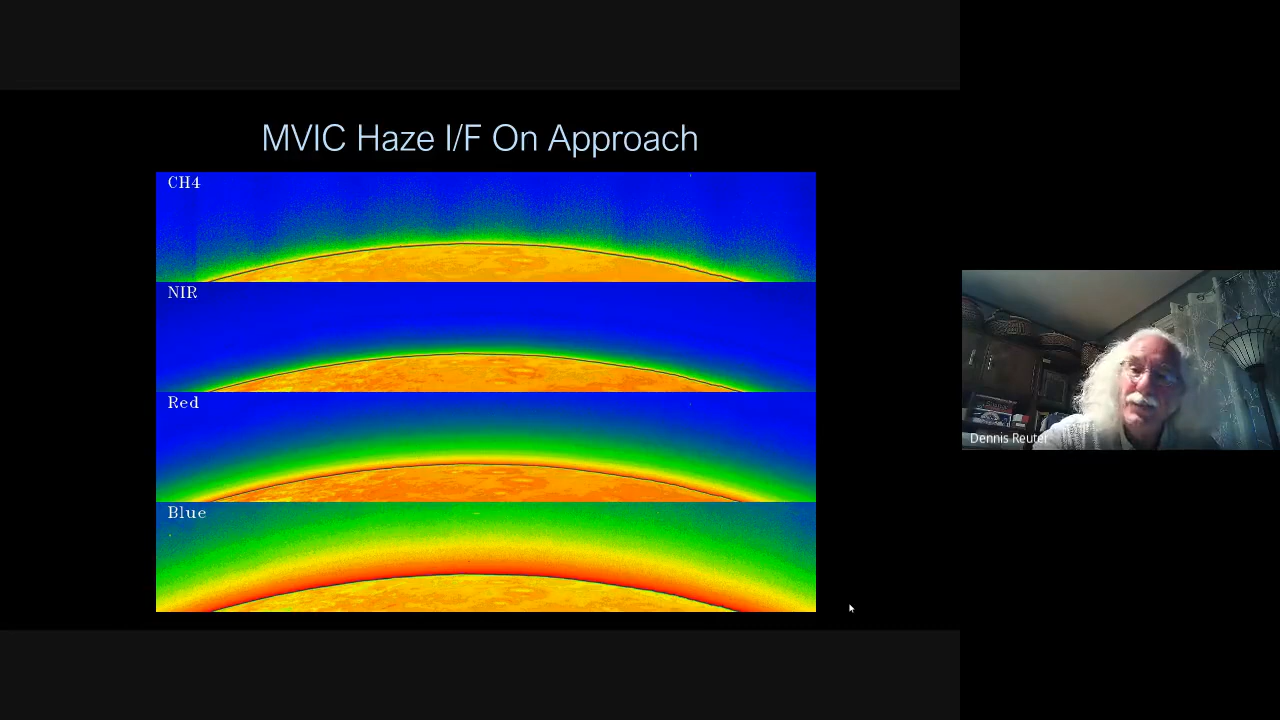 MVIC Haze I/F On Approach
CH4
NIR
Red
Blue
Dennis Reuter